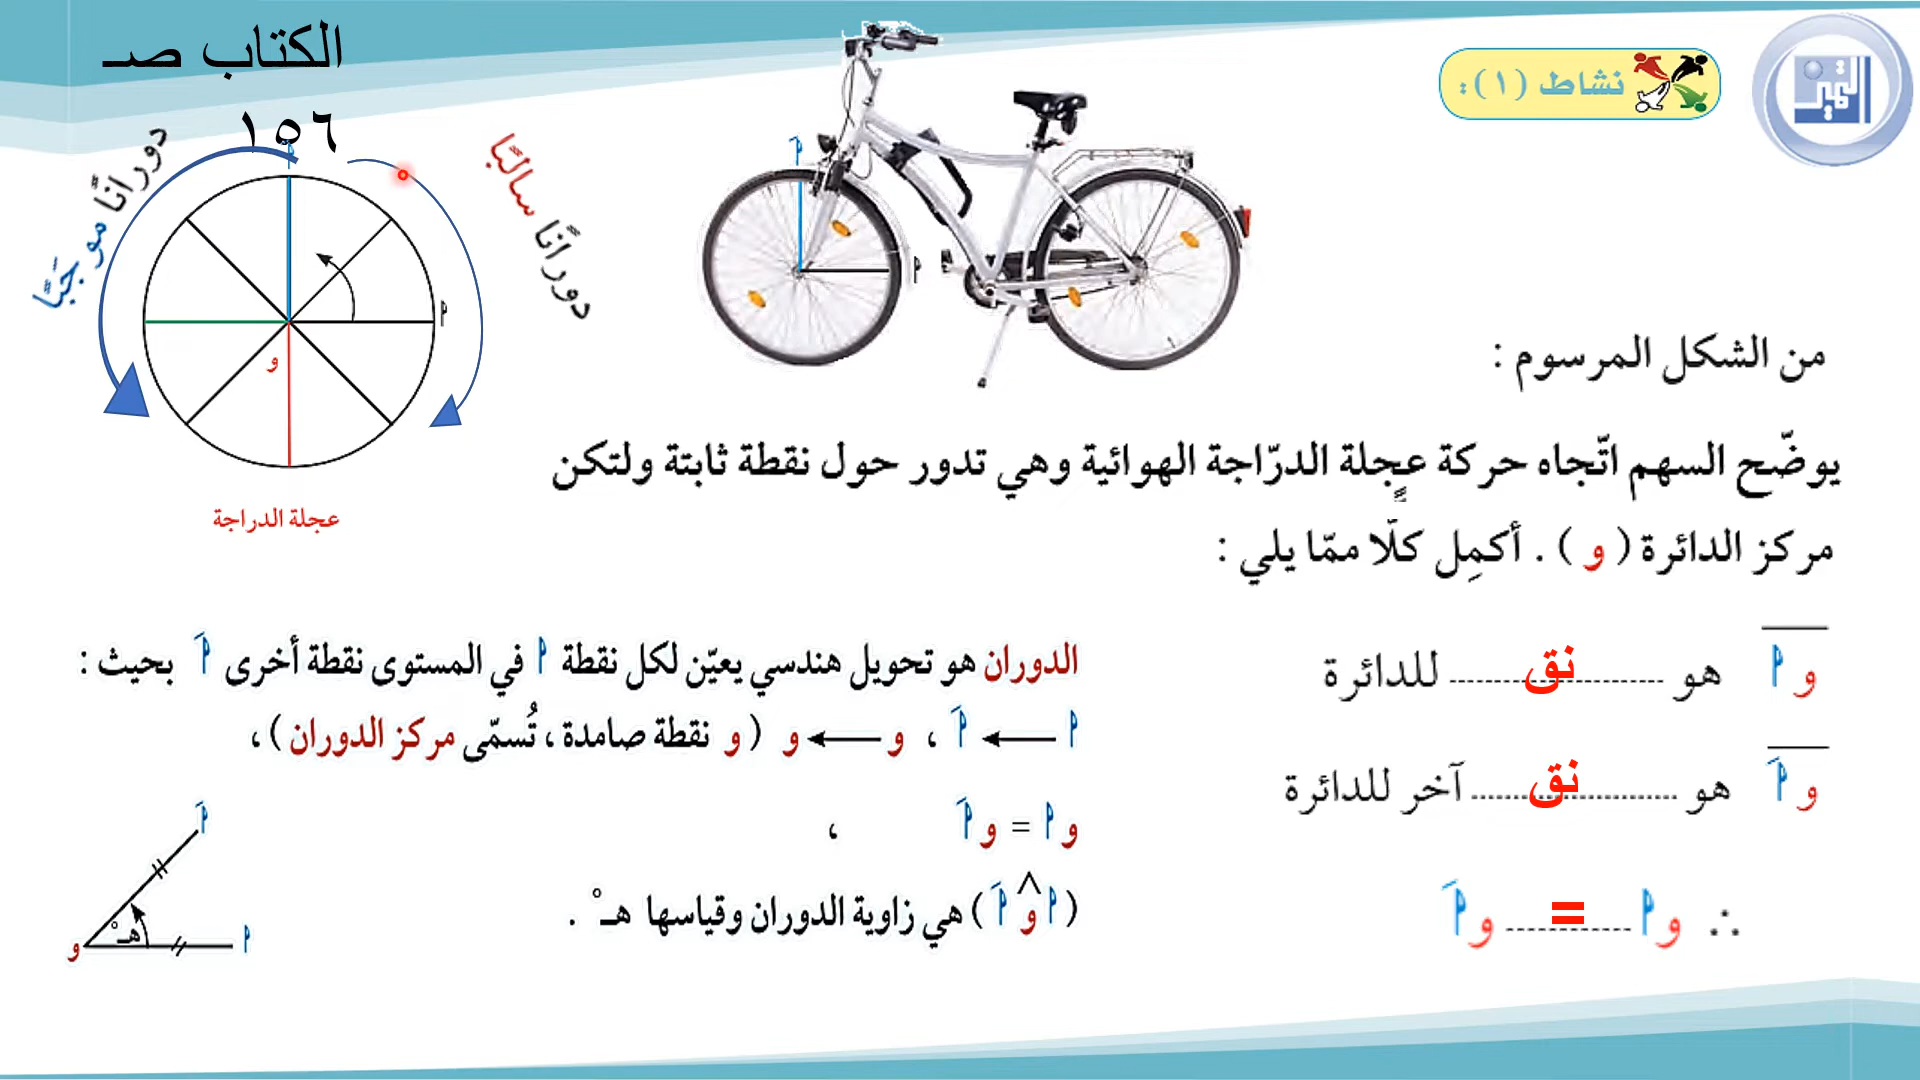 الكتاب صـ
١٥٦
نشاط (١) :
التميز
دورانًا موجَبًا
دورانًا سالبًا
أَ
أ
و
عجلة الدراجة
أَ
أ
من الشكل المرسوم :
يوضّح السهم اتّجاه حركة عجلة الدرّاجة الهوائية وهي تدور حول نقطة ثابتة ولتكن
مركز الدائرة ( و ) . أكمِل كلًّا ممّا يلي :
و أ هو نق للدائرة
و أَ هو نق آخر للدائرة
∴ و أ = و أَ
الدوران هو تحويل هندسي يعيّن لكل نقطة أ في المستوى نقطة أخرى أَ بحيث :
أ ← أَ ، و ← و ( و نقطة صامدة ، تُسمّى مركز الدوران ) ،
و أ = و أَ ،
( أ و أَ ) هي زاوية الدوران وقياسها هـ° .
أَ
هـ°
و
أ